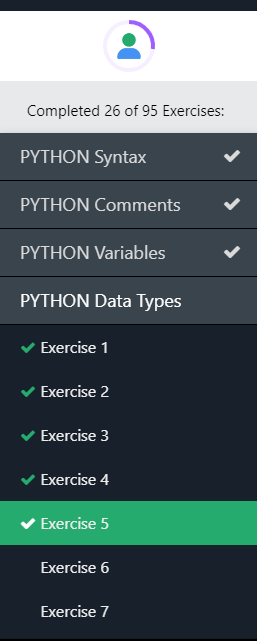 Completed 26 of 95 Exercises:
PYTHON Syntax
PYTHON Comments
PYTHON Variables
PYTHON Data Types
Exercise 1
Exercise 2
Exercise 3
Exercise 4
Exercise 5
Exercise 6
Exercise 7